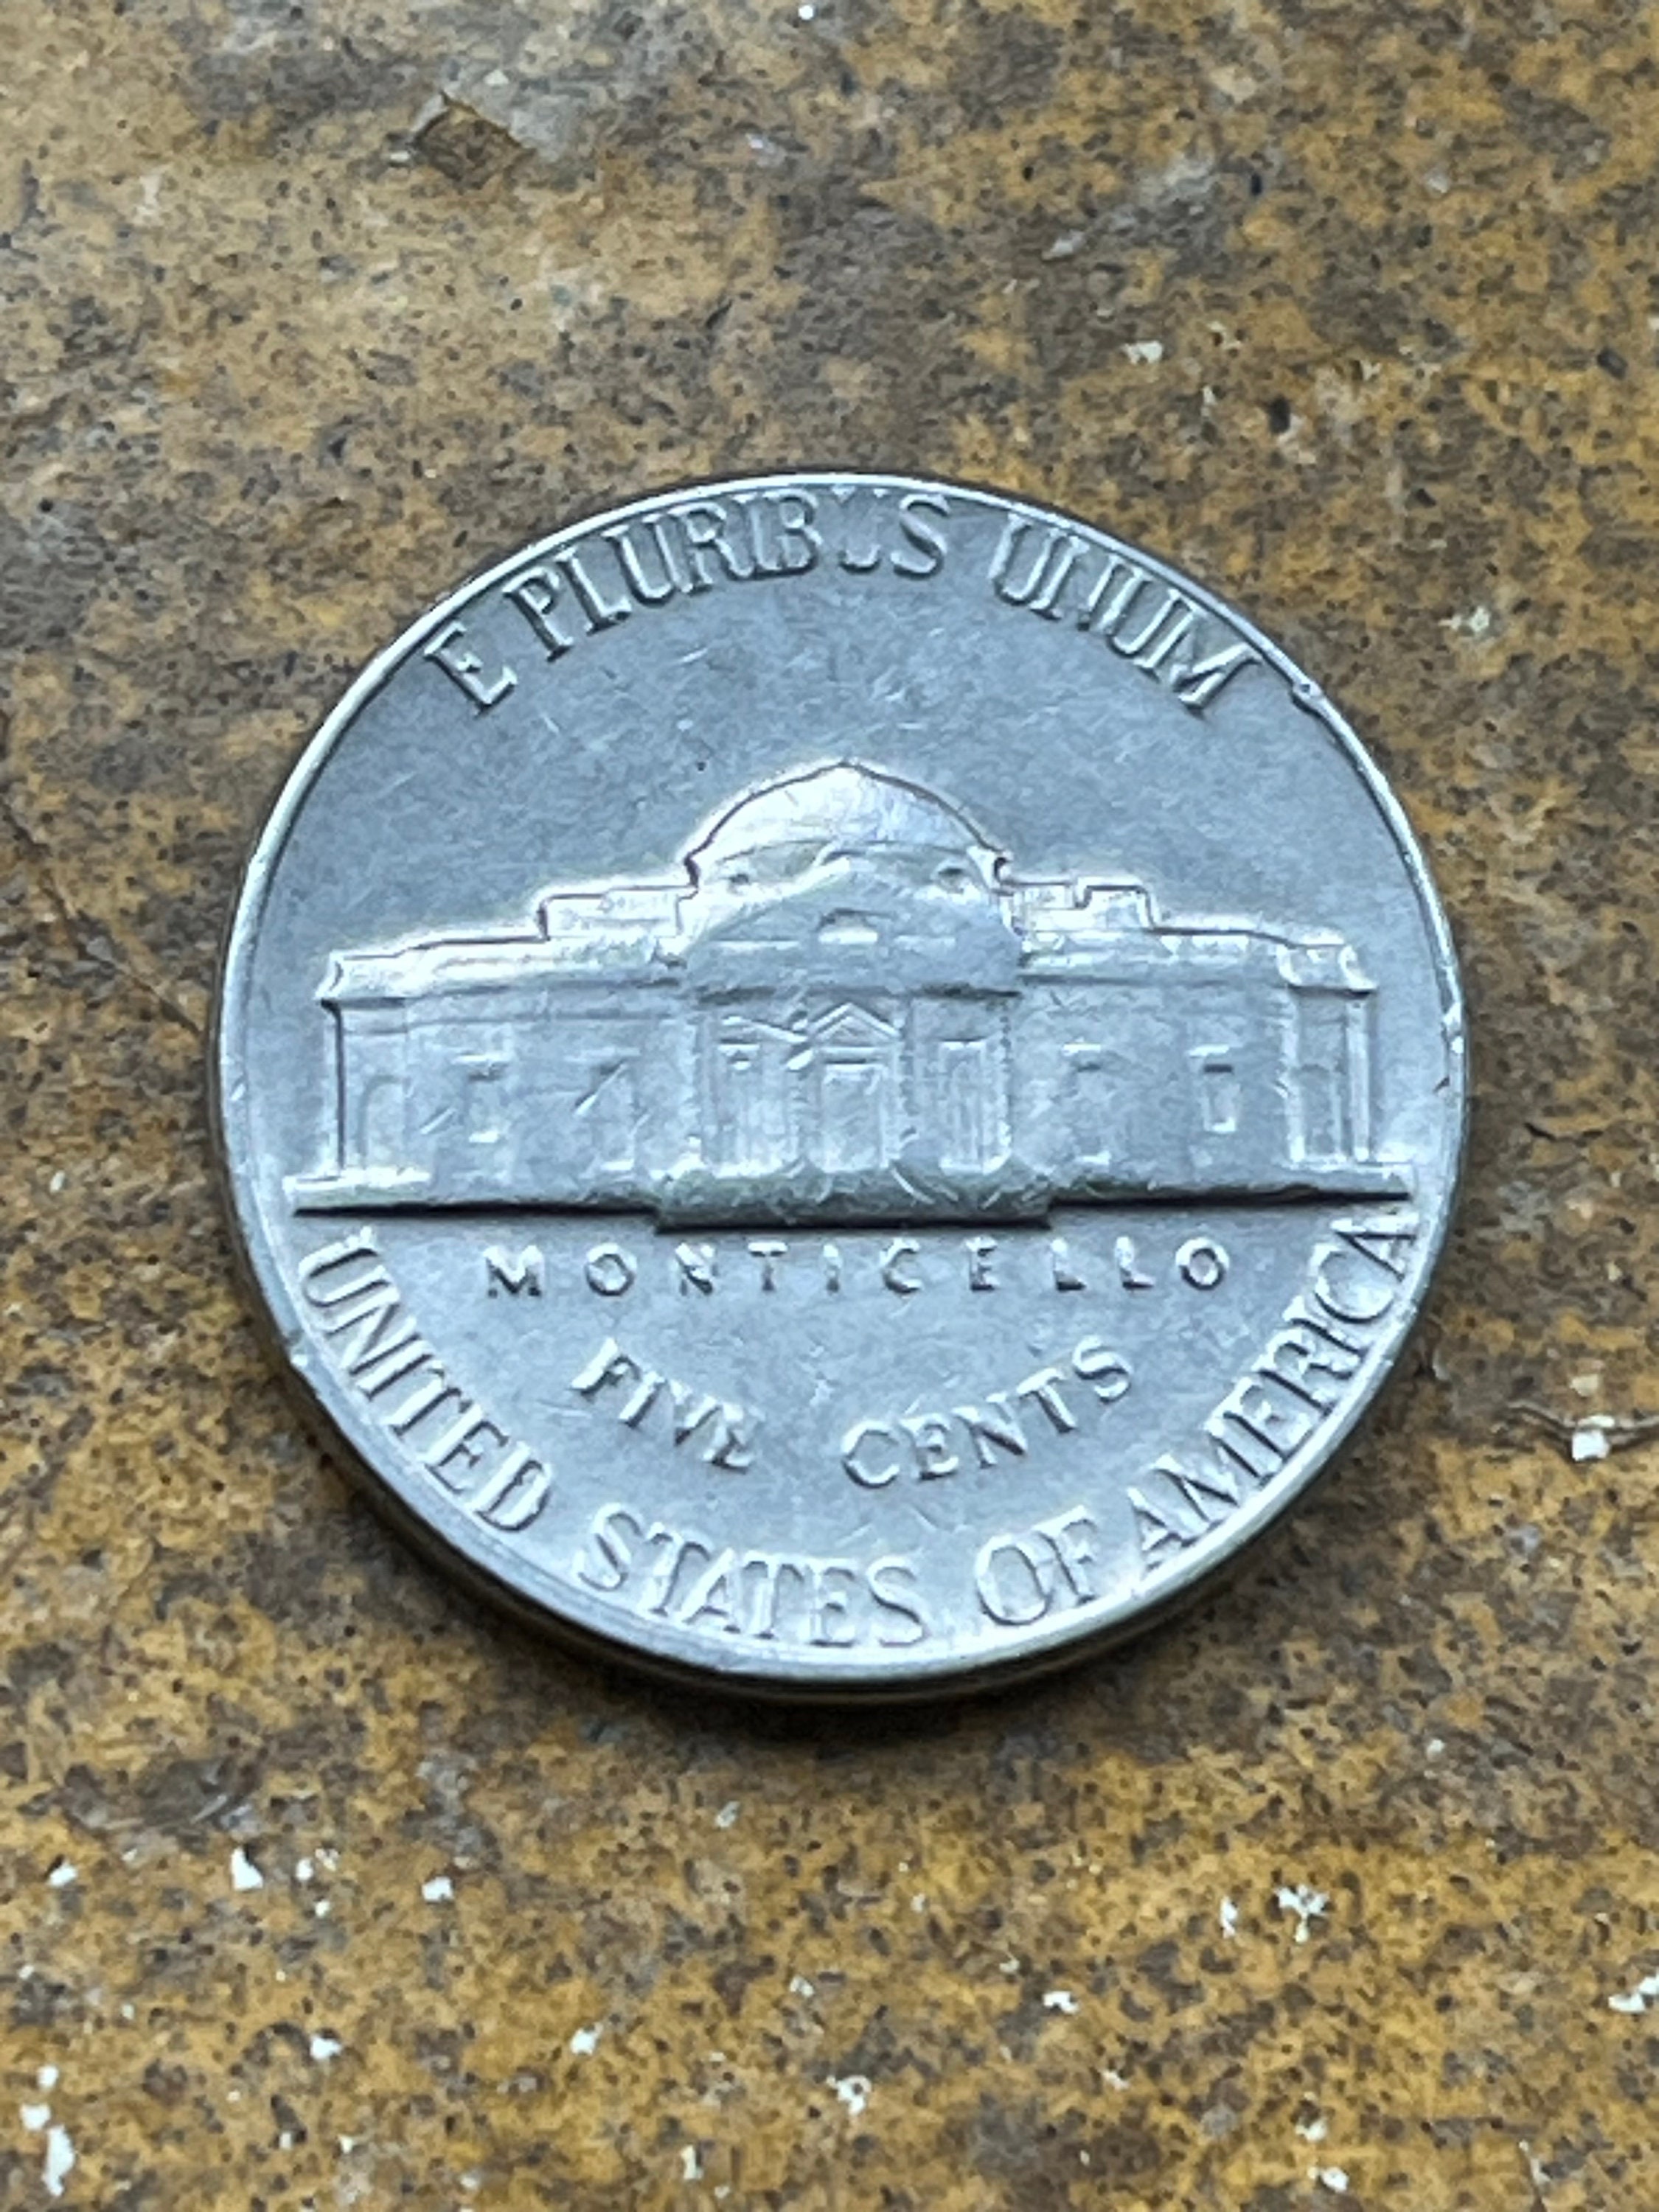 E PLURIBUS UNUM
MONTICELLO
FIVE CENTS
UNITED STATES OF AMERICA